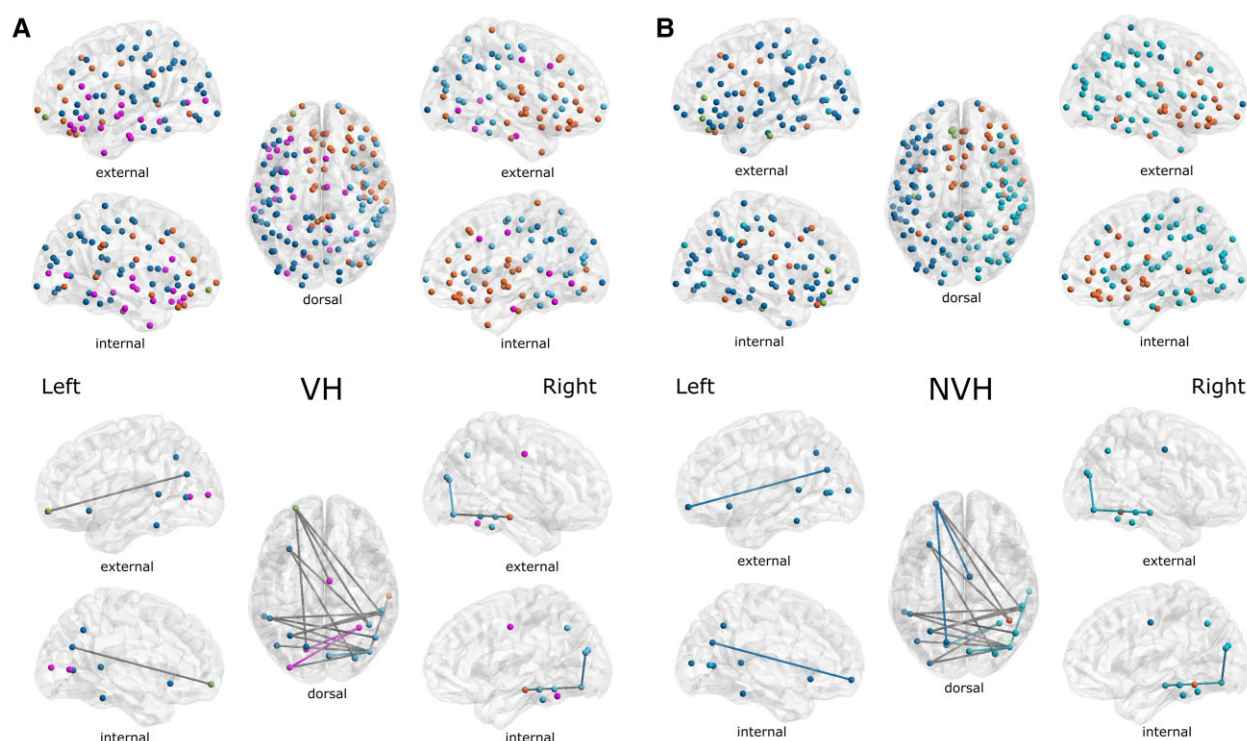 A
B
external
external
external
external
dorsal
dorsal
internal
internal
internal
internal
Left
VH
Right
Left
NVH
Right
external
external
external
external
dorsal
dorsal
internal
internal
internal
internal